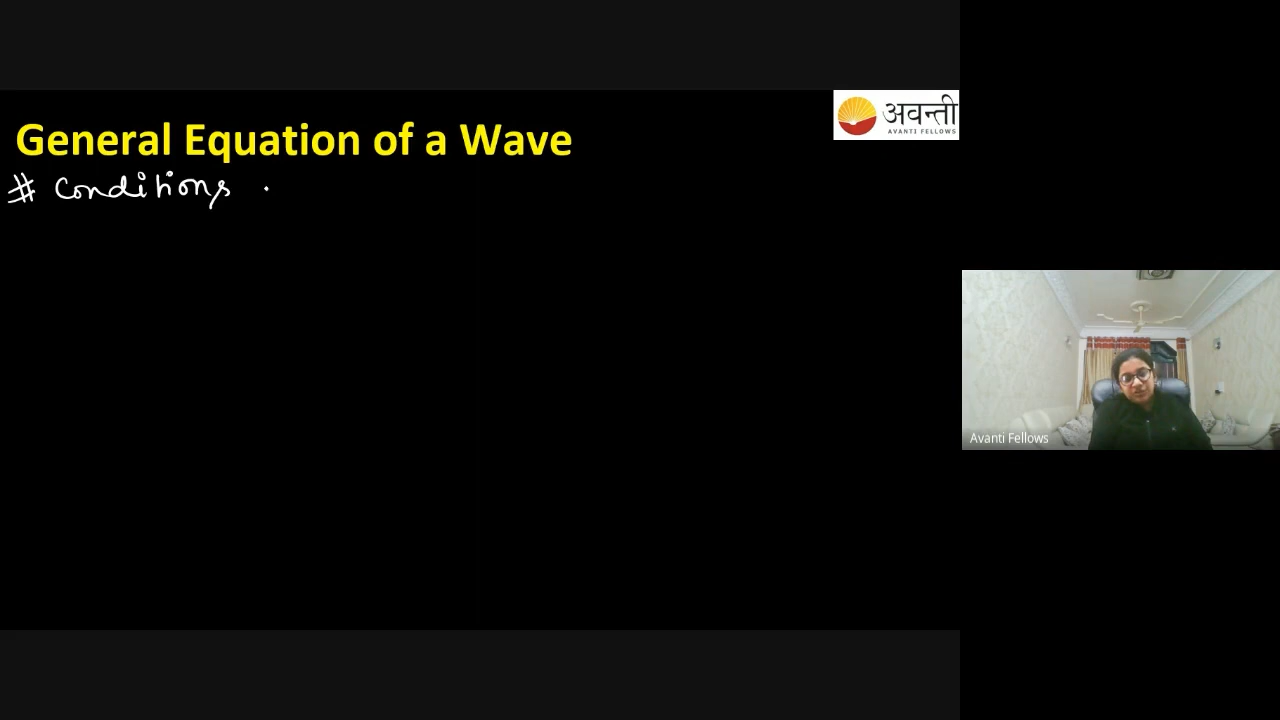 अवन्ती
AVANTI FELLOWS
General Equation of a Wave
# Conditions
Avanti Fellows